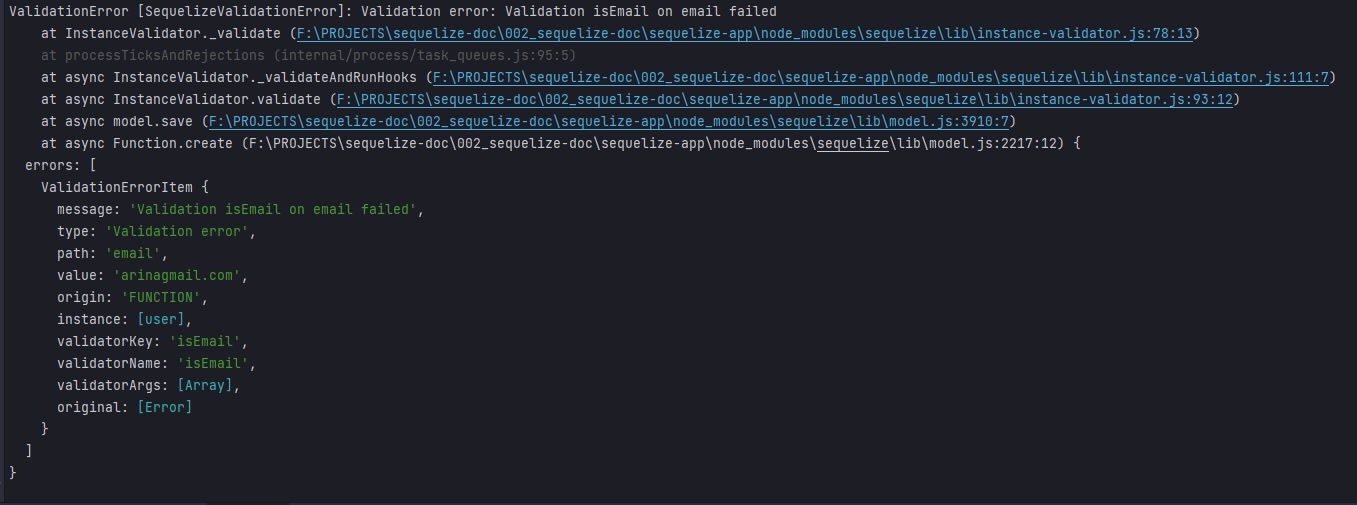 ValidationError [SequelizeValidationError]: Validation error: Validation isEmail on email failed
    at InstanceValidator._validate (F:\PROJECTS\sequelize-doc\002_sequelize-doc\sequelize-app\node_modules\sequelize\lib\instance-validator.js:78:13)
    at processTicksAndRejections (internal/process/task_queues.js:95:5)
    at async InstanceValidator._validateAndRunHooks (F:\PROJECTS\sequelize-doc\002_sequelize-doc\sequelize-app\node_modules\sequelize\lib\instance-validator.js:111:7)
    at async InstanceValidator.validate (F:\PROJECTS\sequelize-doc\002_sequelize-doc\sequelize-app\node_modules\sequelize\lib\instance-validator.js:93:12)
    at async model.save (F:\PROJECTS\sequelize-doc\002_sequelize-doc\sequelize-app\node_modules\sequelize\lib\model.js:3910:7)
    at async Function.create (F:\PROJECTS\sequelize-doc\002_sequelize-doc\sequelize-app\node_modules\sequelize\lib\model.js:2217:12) {
  errors: [
    ValidationErrorItem {
      message: 'Validation isEmail on email failed',
      type: 'Validation error',
      path: 'email',
      value: 'arinagmail.com',
      origin: 'FUNCTION',
      instance: [user],
      validatorKey: 'isEmail',
      validatorName: 'isEmail',
      validatorArgs: [Array],
      original: [Error]
    }
  ]
}